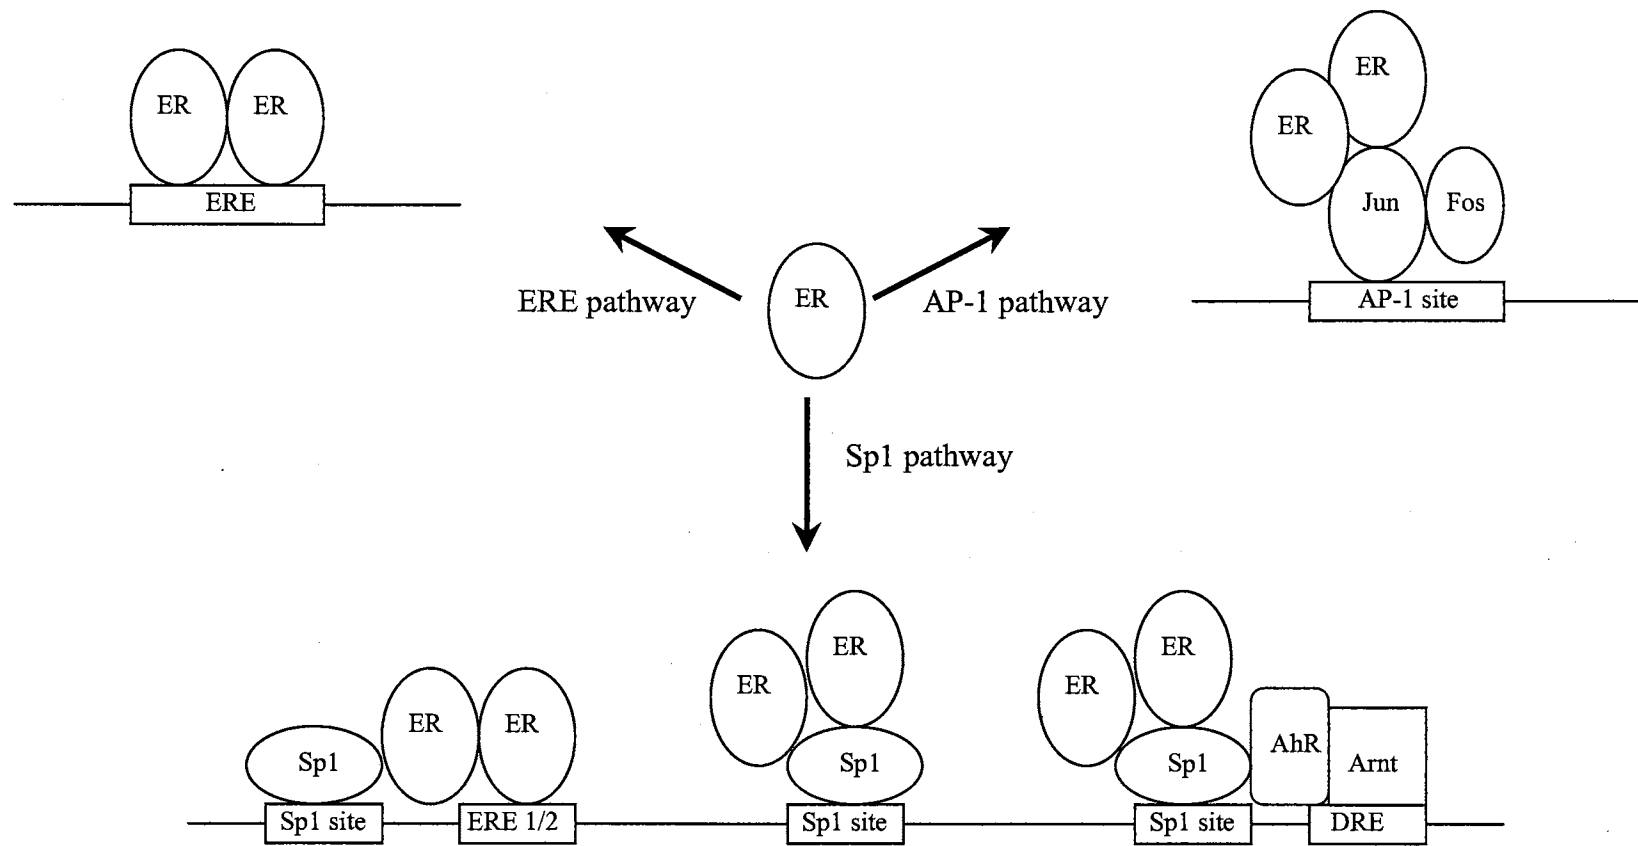 ER
ER
ERE
ER
ER
Jun
Fos
AP-1 site
ERE pathway
ER
AP-1 pathway
Sp1 pathway
Sp1
ER
ER
Sp1 site
ERE 1/2
ER
ER
Sp1
Sp1 site
ER
ER
Sp1
AhR
Arnt
Sp1 site
DRE